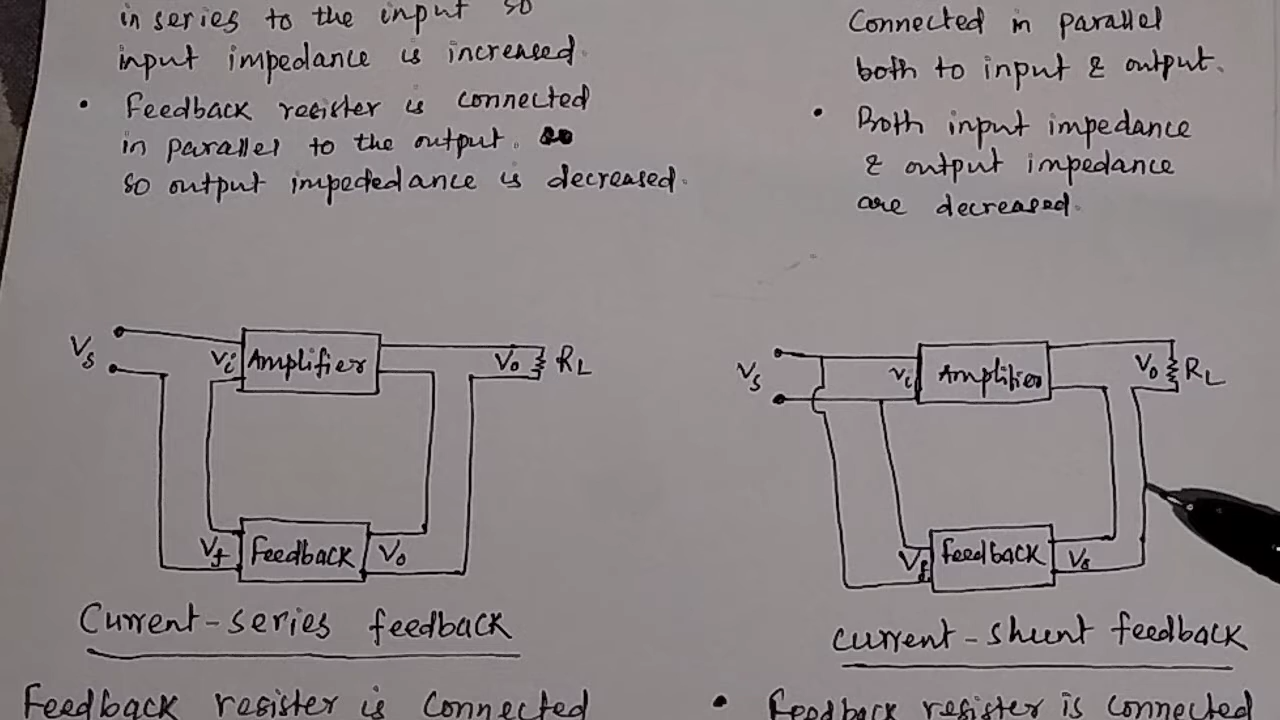 in series to the input so
input impedance is increased.
• Feedback resister is connected
in parallel to the output. so
so output impededance is decreased.
Connected in parallel
both to input & output.
• Both input impedance
& output impedance
are decreased.
Vs
Vi
Amplifier
Vo
RL
Vf
Feedback
Vo
Current-series feedback
Vs
Vi
Amplifier
Vo
RL
Vf
feedback
Vo
Current-shunt feedback
Feedback resister is connected
• Feedback resister is connected